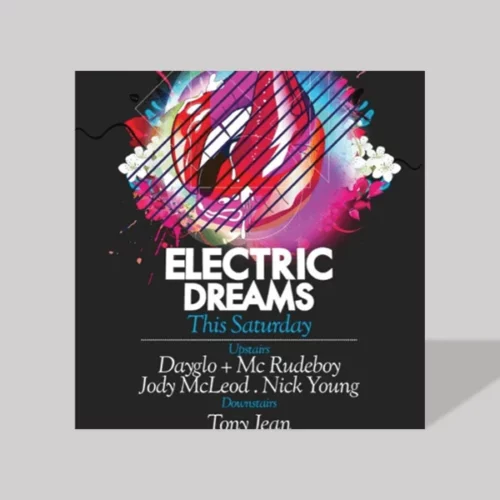 ELECTRIC
DREAMS
This Saturday
Upstairs
Dayglo + Mc Rudeboy
Jody McLeod . Nick Young
Downstairs
Tony Jean